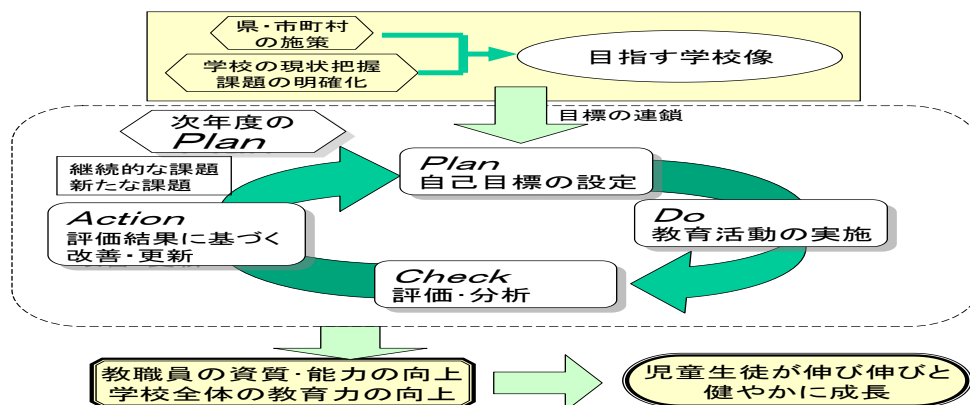 県・市町村
の施策
学校の現状把握
課題の明確化
目指す学校像
目標の連鎖
次年度の
Plan
継続的な課題
新たな課題
Plan
自己目標の設定
Do
教育活動の実施
Action
評価結果に基づく
改善・更新
Check
評価・分析
教職員の資質・能力の向上
学校全体の教育力の向上
児童生徒が伸び伸びと
健やかに成長